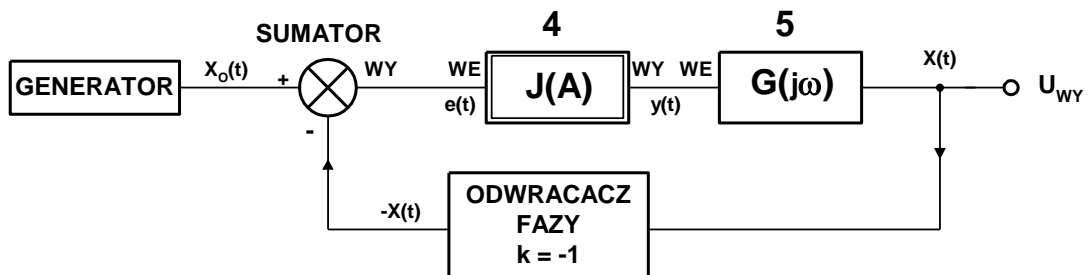 4
5
SUMATOR
GENERATOR
X₀(t)
+
-
WY
WE
e(t)
J(A)
WY
y(t)
WE
G(jω)
X(t)
U_WY
-X(t)
ODWRACACZ
FAZY
k = -1